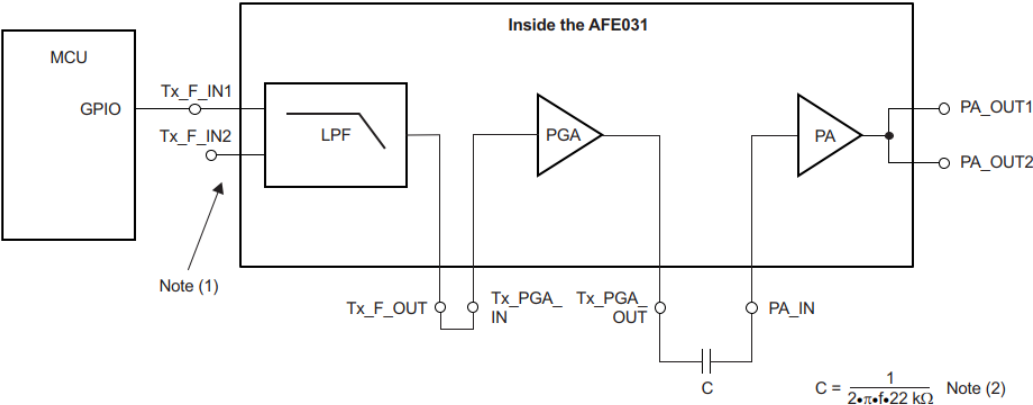 Inside the AFE031
MCU
GPIO
Tx_F_IN1
Tx_F_IN2
LPF
PGA
PA
PA_OUT1
PA_OUT2
Note (1)
Tx_F_OUT
Tx_PGA_
IN
Tx_PGA_
OUT
PA_IN
C
C = 1 / 2•π•f•22 kΩ Note (2)